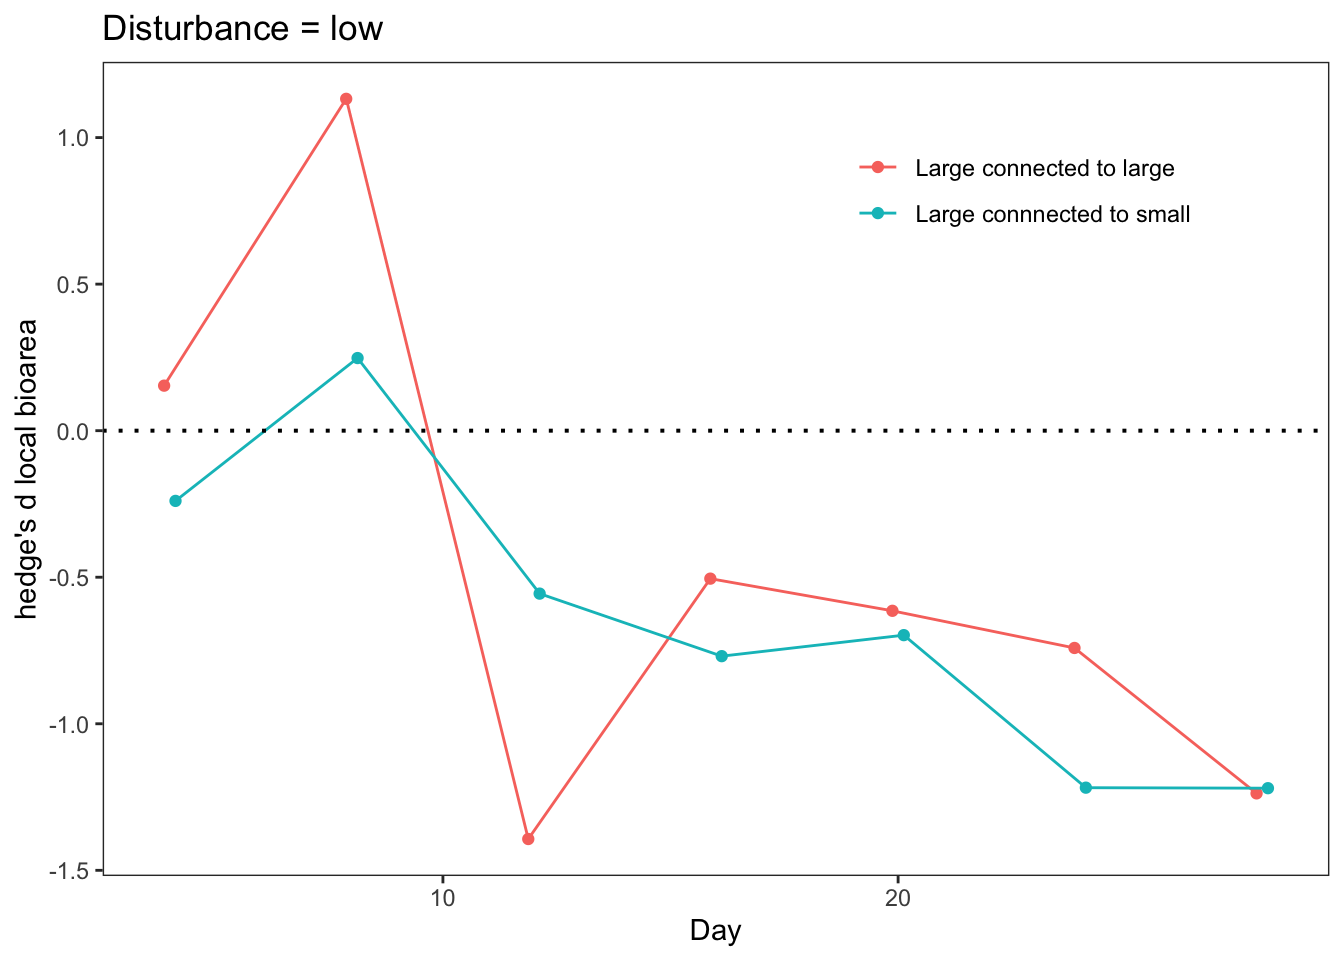 Disturbance = low
hedge's d local bioarea
1.0
0.5
0.0
-0.5
-1.0
-1.5
Large connected to large
Large connnected to small
10
20
Day